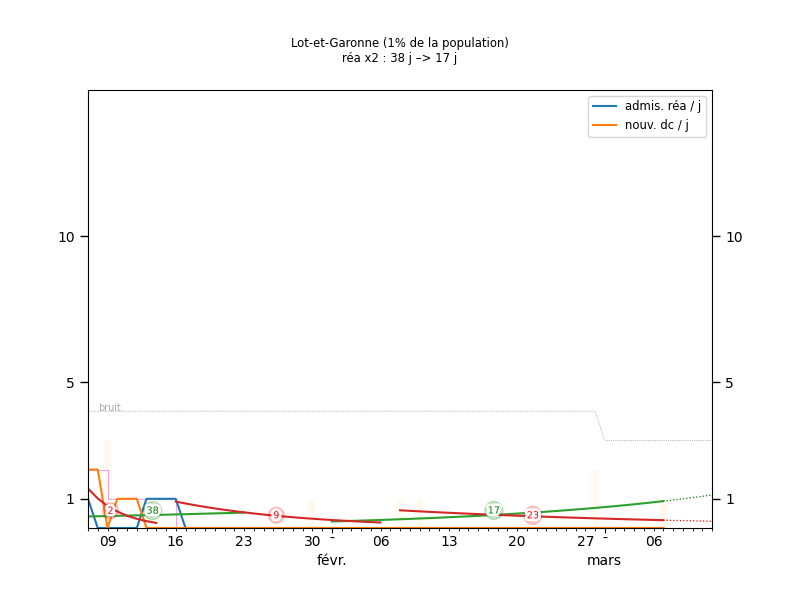 Lot-et-Garonne (1% de la population)
réa x2 : 38 j –> 17 j
admis. réa / j
nouv. dc / j
10 10
5 5
bruit
1 1
2 38 9 17 23
09 16 23 30 - 06 13 20 27 - 06
févr. mars